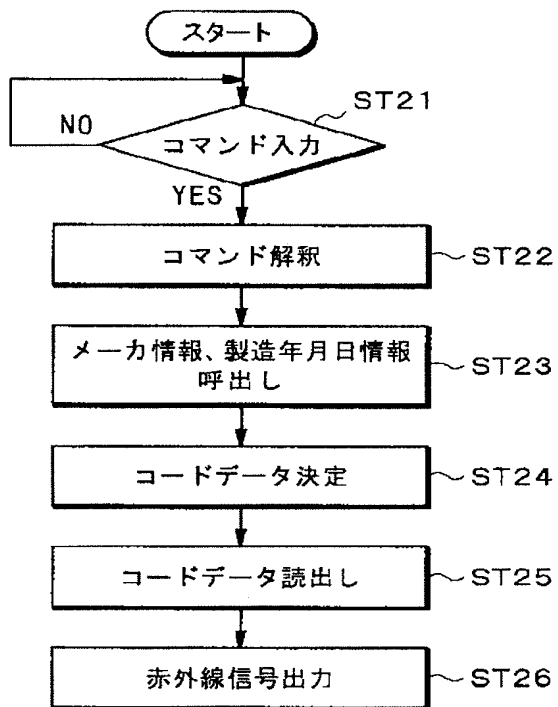 スタート
ST21
NO
コマンド入力
YES
コマンド解釈
ST22
メーカ情報、製造年月日情報
呼出し
ST23
コードデータ決定
ST24
コードデータ読出し
ST25
赤外線信号出力
ST26